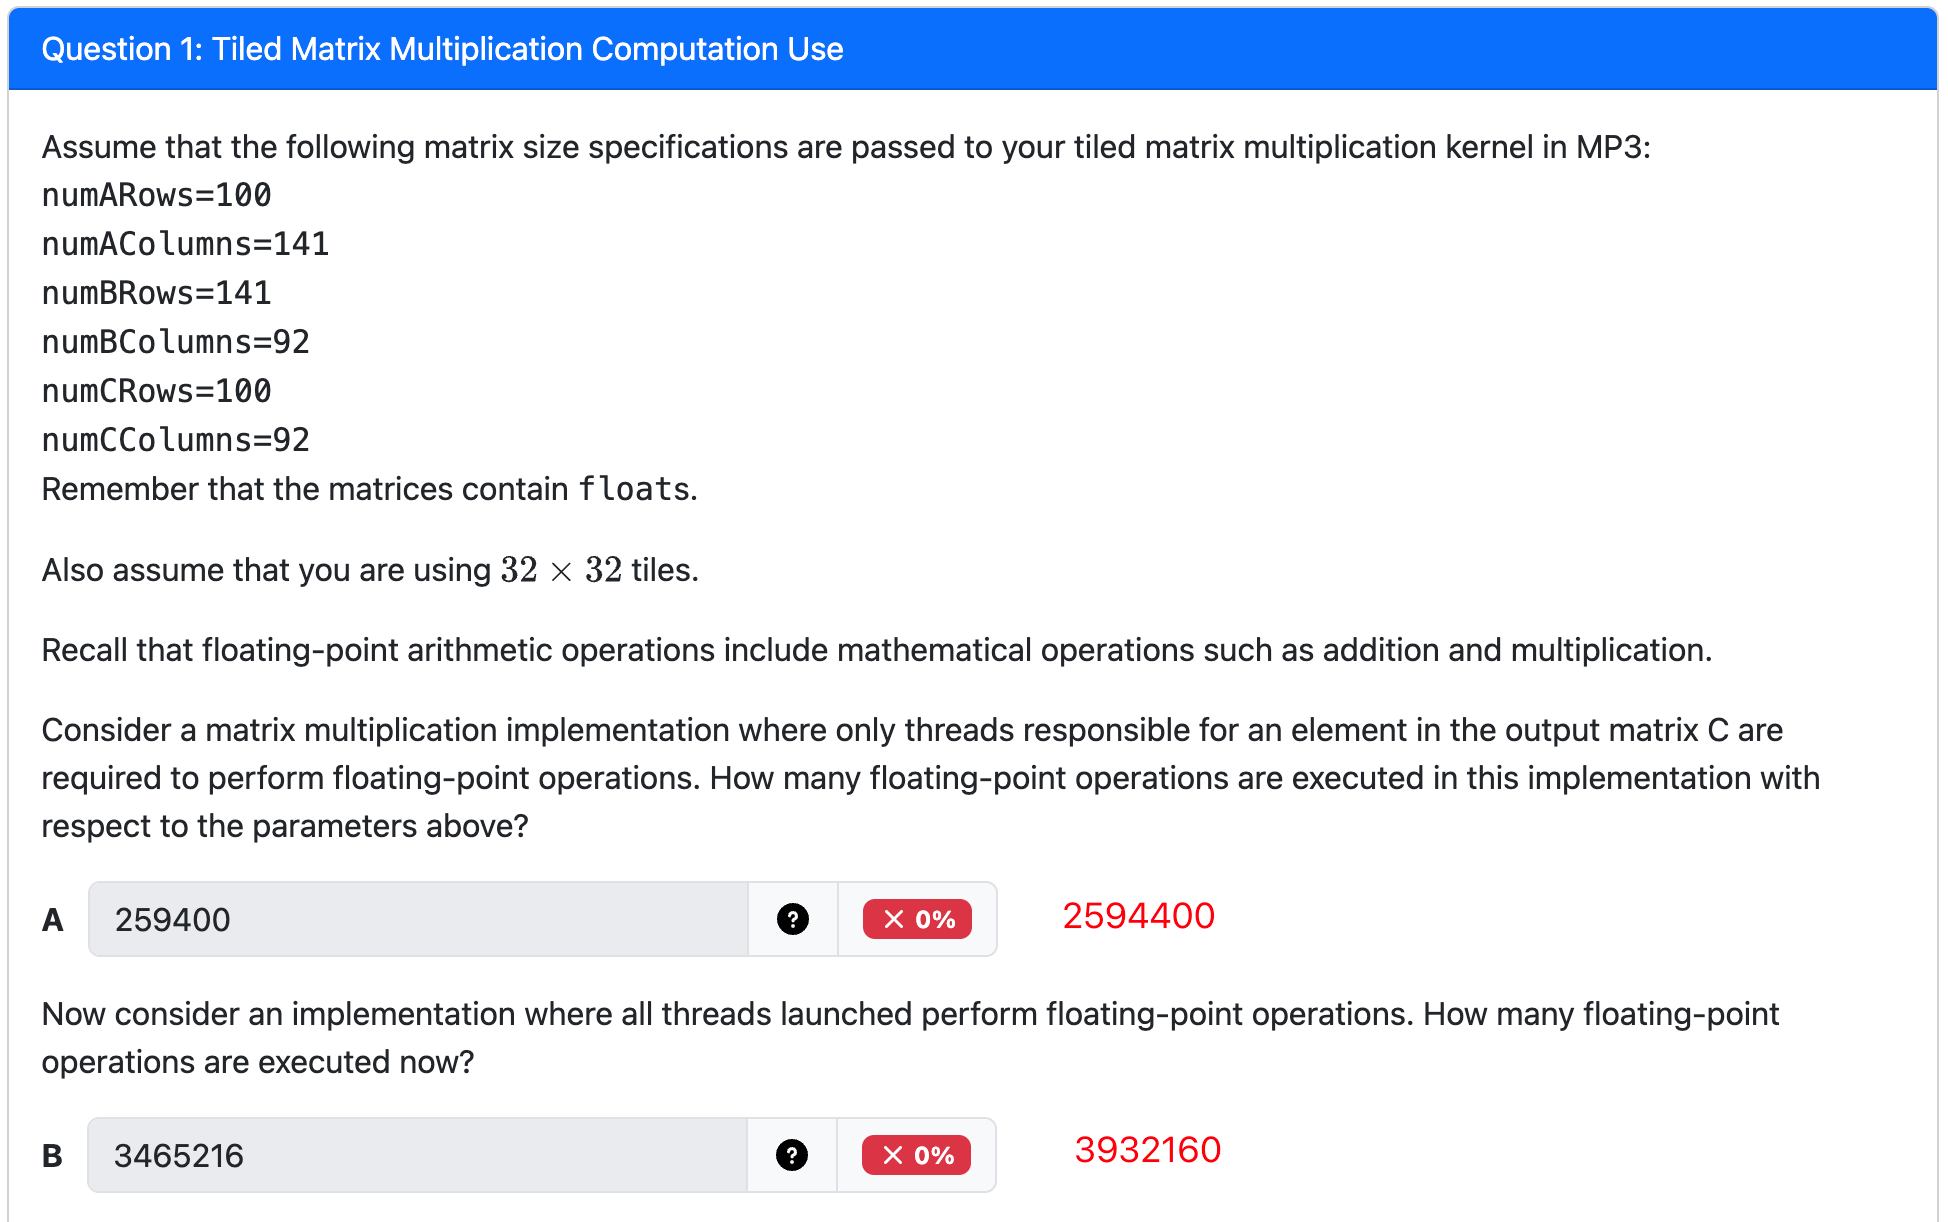 Question 1: Tiled Matrix Multiplication Computation Use
Assume that the following matrix size specifications are passed to your tiled matrix multiplication kernel in MP3:
numARows=100
numAColumns=141
numBRows=141
numBColumns=92
numCRows=100
numCColumns=92
Remember that the matrices contain floats.
Also assume that you are using 32 × 32 tiles.
Recall that floating-point arithmetic operations include mathematical operations such as addition and multiplication.
Consider a matrix multiplication implementation where only threads responsible for an element in the output matrix C are
required to perform floating-point operations. How many floating-point operations are executed in this implementation with
respect to the parameters above?
A 259400 ? × 0% 2594400
Now consider an implementation where all threads launched perform floating-point operations. How many floating-point
operations are executed now?
B 3465216 ? × 0% 3932160